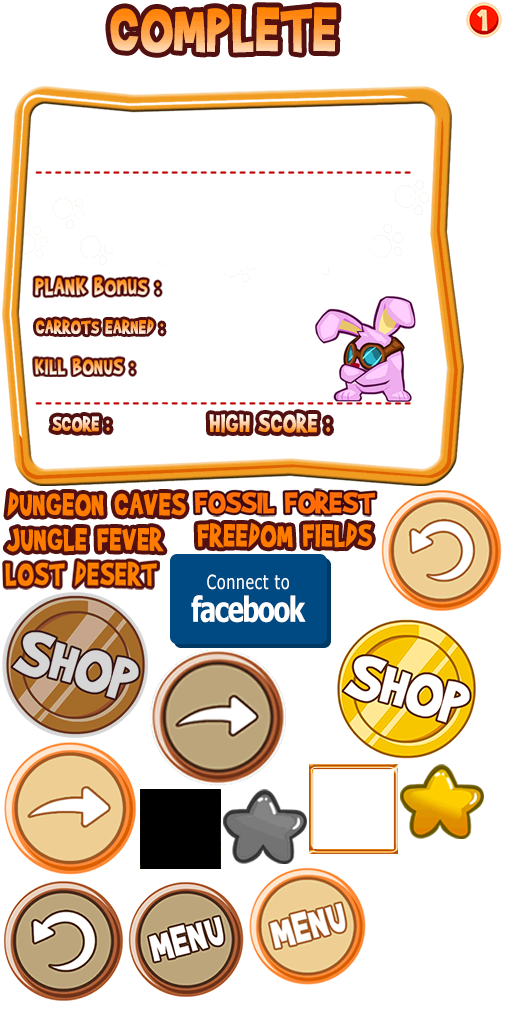 COMPLETE
1
PLANK BONUS :
CARROTS EARNED :
KILL BONUS :
SCORE :
HIGH SCORE :
DUNGEON CAVES
FOSSIL FOREST
JUNGLE FEVER
FREEDOM FIELDS
LOST DESERT
Connect to
facebook
SHOP
SHOP
MENU
MENU